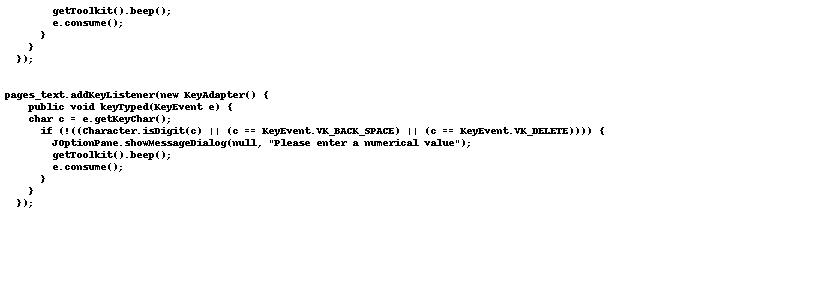 getToolkit().beep();
e.consume();
}
}
});
pages_text.addKeyListener(new KeyAdapter() {
public void keyTyped(KeyEvent e) {
char c = e.getKeyChar();
if (!((Character.isDigit(c) || (c == KeyEvent.VK_BACK_SPACE) || (c == KeyEvent.VK_DELETE)))) {
JOptionPane.showMessageDialog(null, "Please enter a numerical value");
getToolkit().beep();
e.consume();
}
}
});